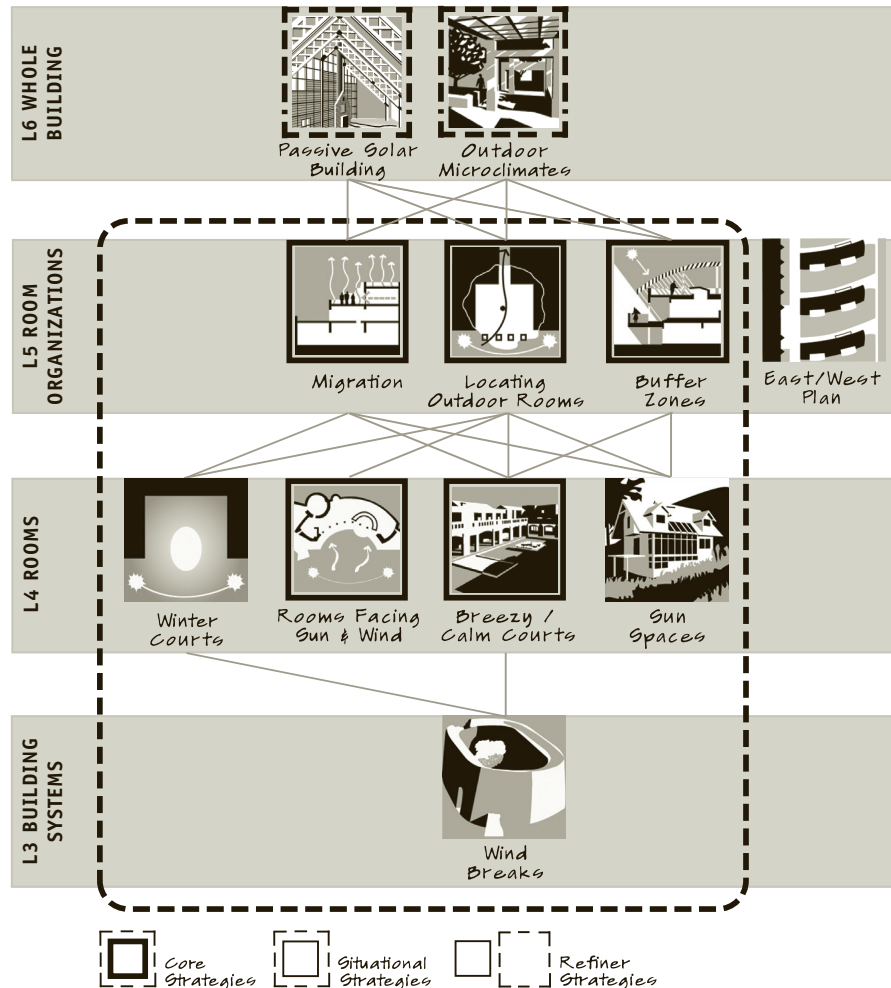 L6 WHOLE
BUILDING
Passive Solar
Building
Outdoor
Microclimates
L5 ROOM
ORGANIZATIONS
Migration
Locating
Outdoor Rooms
Buffer
Zones
East/West
Plan
L4 ROOMS
Winter
Courts
Rooms Facing
Sun & Wind
Breezy /
Calm Courts
Sun
Spaces
L3 BUILDING
SYSTEMS
Wind
Breaks
Core
Strategies
Situational
Strategies
Refiner
Strategies